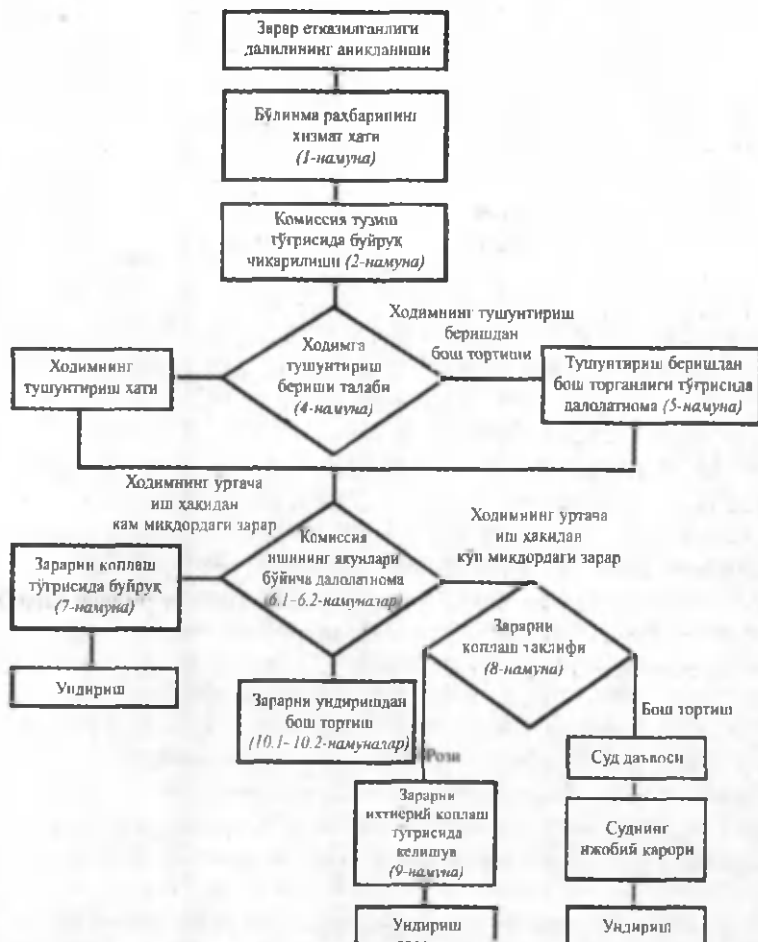 Зарар етказилганлиги
далилининг аниқланиши
Бўлинма раҳбарининг
хизмат хати
(1-намуна)
Комиссия тузиш
тўғрисида буйруқ
чиқарилиши (2-намуна)
Ходимнинг тушунтириш
беришдан
бош тортиши
Ходимга
тушунтириш
бериши талаби
(4-намуна)
Ходимнинг
тушунтириш хати
Тушунтириш беришдан
бош торганлиги тўғрисида
далолатнома (5-намуна)
Ходимнинг уртача
иш ҳақидан
кам миқдордаги зарар
Ходимнинг уртача
иш ҳақидан
кўп миқдордаги зарар
Комиссия
ишининг якунлари
бўйича далолатнома
(6.1-6.2-намуналар)
Зарарни қоплаш
тўғрисида буйруқ
(7-намуна)
Ундириш
Зарарни
қоплаш таклифи
(8-намуна)
Зарарни ундиришдан
бош тортиш
(10.1-10.2-намуналар)
Бош тортиш
Рози
Суд даъвоси
Зарарни
ихтиерий қоплаш
тўғрисида
келишув
(9-намуна)
Суднинг
ижобий қарори
Ундириш
Ундириш